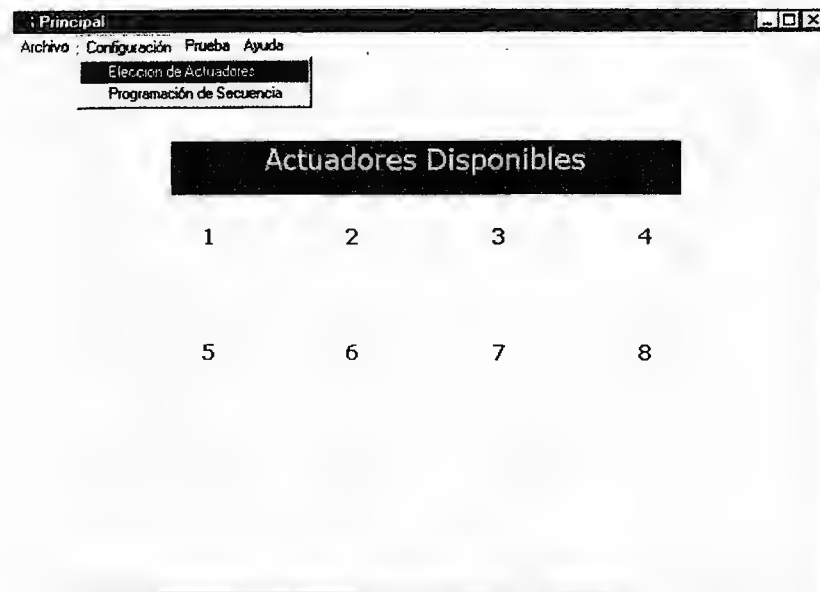 Principal
Archivo Configuración Prueba Ayuda
Eleccion de Actuadores
Programación de Secuencia
Actuadores Disponibles
1 2 3 4
5 6 7 8